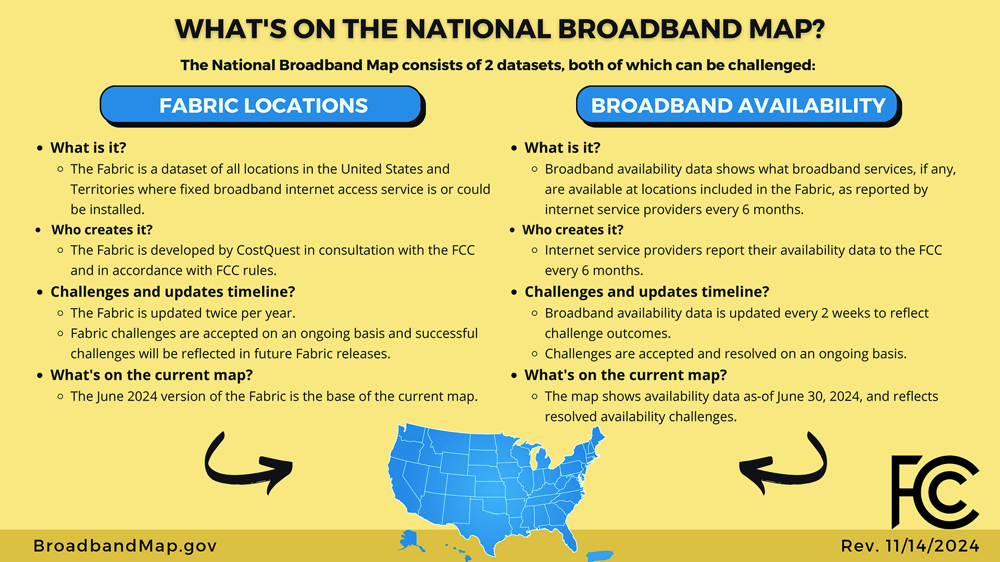 WHAT'S ON THE NATIONAL BROADBAND MAP?
The National Broadband Map consists of 2 datasets, both of which can be challenged:
FABRIC LOCATIONS
• What is it?
○ The Fabric is a dataset of all locations in the United States and
Territories where fixed broadband internet access service is or could
be installed.
• Who creates it?
○ The Fabric is developed by CostQuest in consultation with the FCC
and in accordance with FCC rules.
• Challenges and updates timeline?
○ The Fabric is updated twice per year.
○ Fabric challenges are accepted on an ongoing basis and successful
challenges will be reflected in future Fabric releases.
• What's on the current map?
○ The June 2024 version of the Fabric is the base of the current map.
BROADBAND AVAILABILITY
• What is it?
○ Broadband availability data shows what broadband services, if any,
are available at locations included in the Fabric, as reported by
internet service providers every 6 months.
• Who creates it?
○ Internet service providers report their availability data to the FCC
every 6 months.
• Challenges and updates timeline?
○ Broadband availability data is updated every 2 weeks to reflect
challenge outcomes.
○ Challenges are accepted and resolved on an ongoing basis.
• What's on the current map?
○ The map shows availability data as-of June 30, 2024, and reflects
resolved availability challenges.
FCC
BroadbandMap.gov
Rev. 11/14/2024